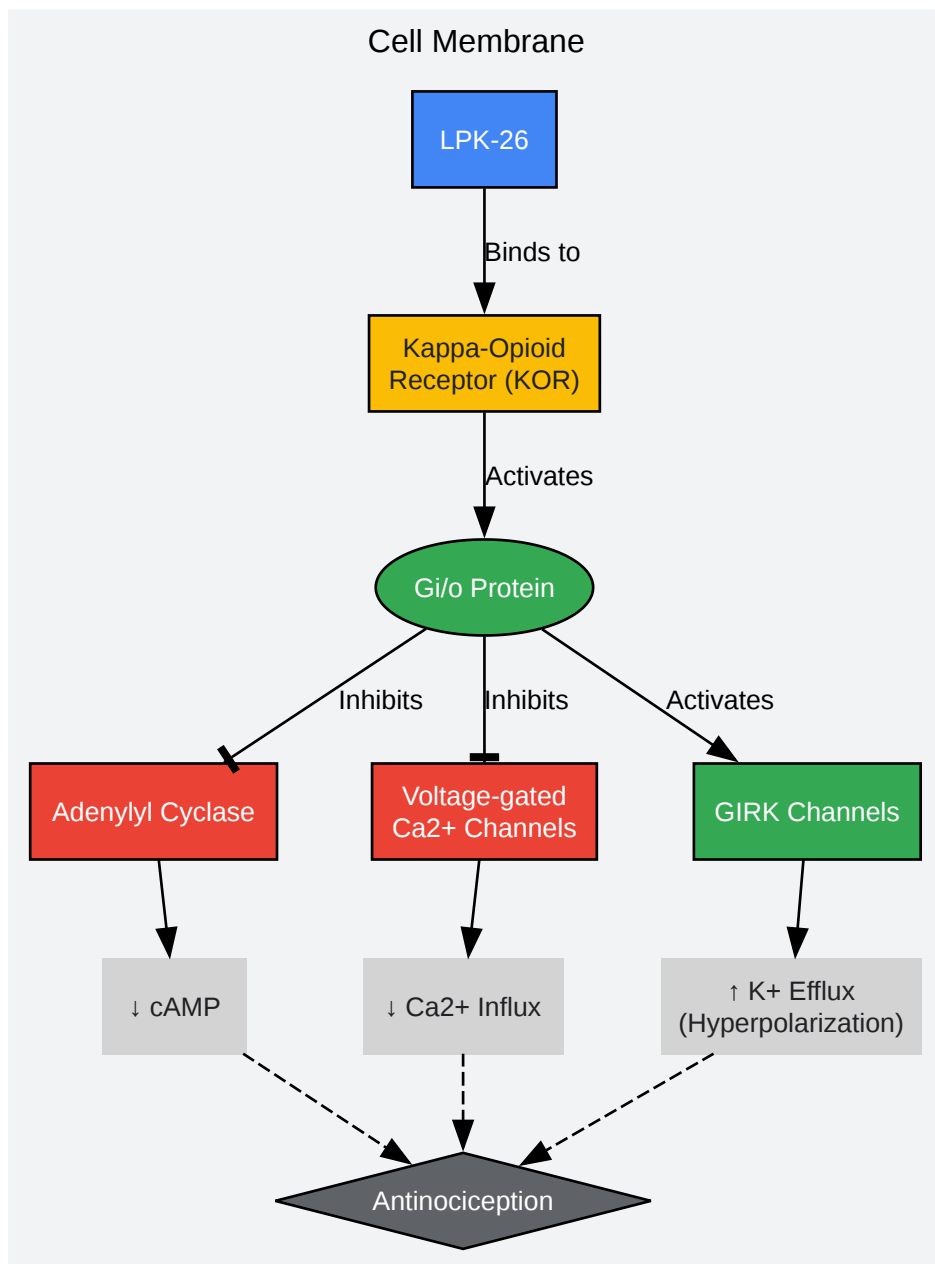 Cell Membrane
LPK-26
Binds to
Kappa-Opioid
Receptor (KOR)
Activates
Gi/o Protein
Inhibits
Inhibits
Activates
Adenylyl Cyclase
Voltage-gated
Ca2+ Channels
GIRK Channels
↓ cAMP
↓ Ca2+ Influx
↑ K+ Efflux
(Hyperpolarization)
Antinociception